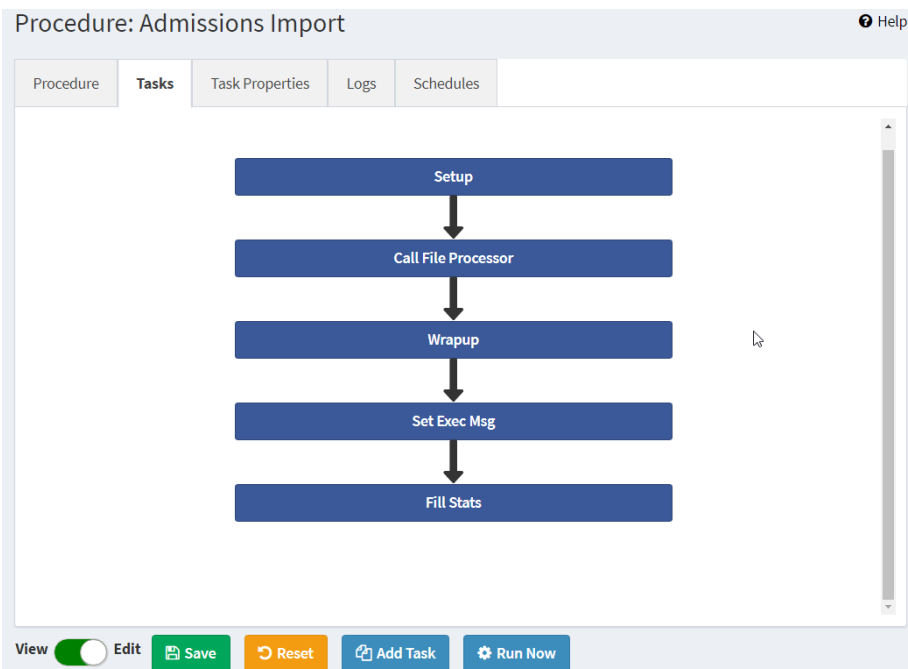 Procedure: Admissions Import
Help
Procedure Tasks Task Properties Logs Schedules
Setup
Call File Processor
Wrapup
Set Exec Msg
Fill Stats
View Edit Save Reset Add Task Run Now